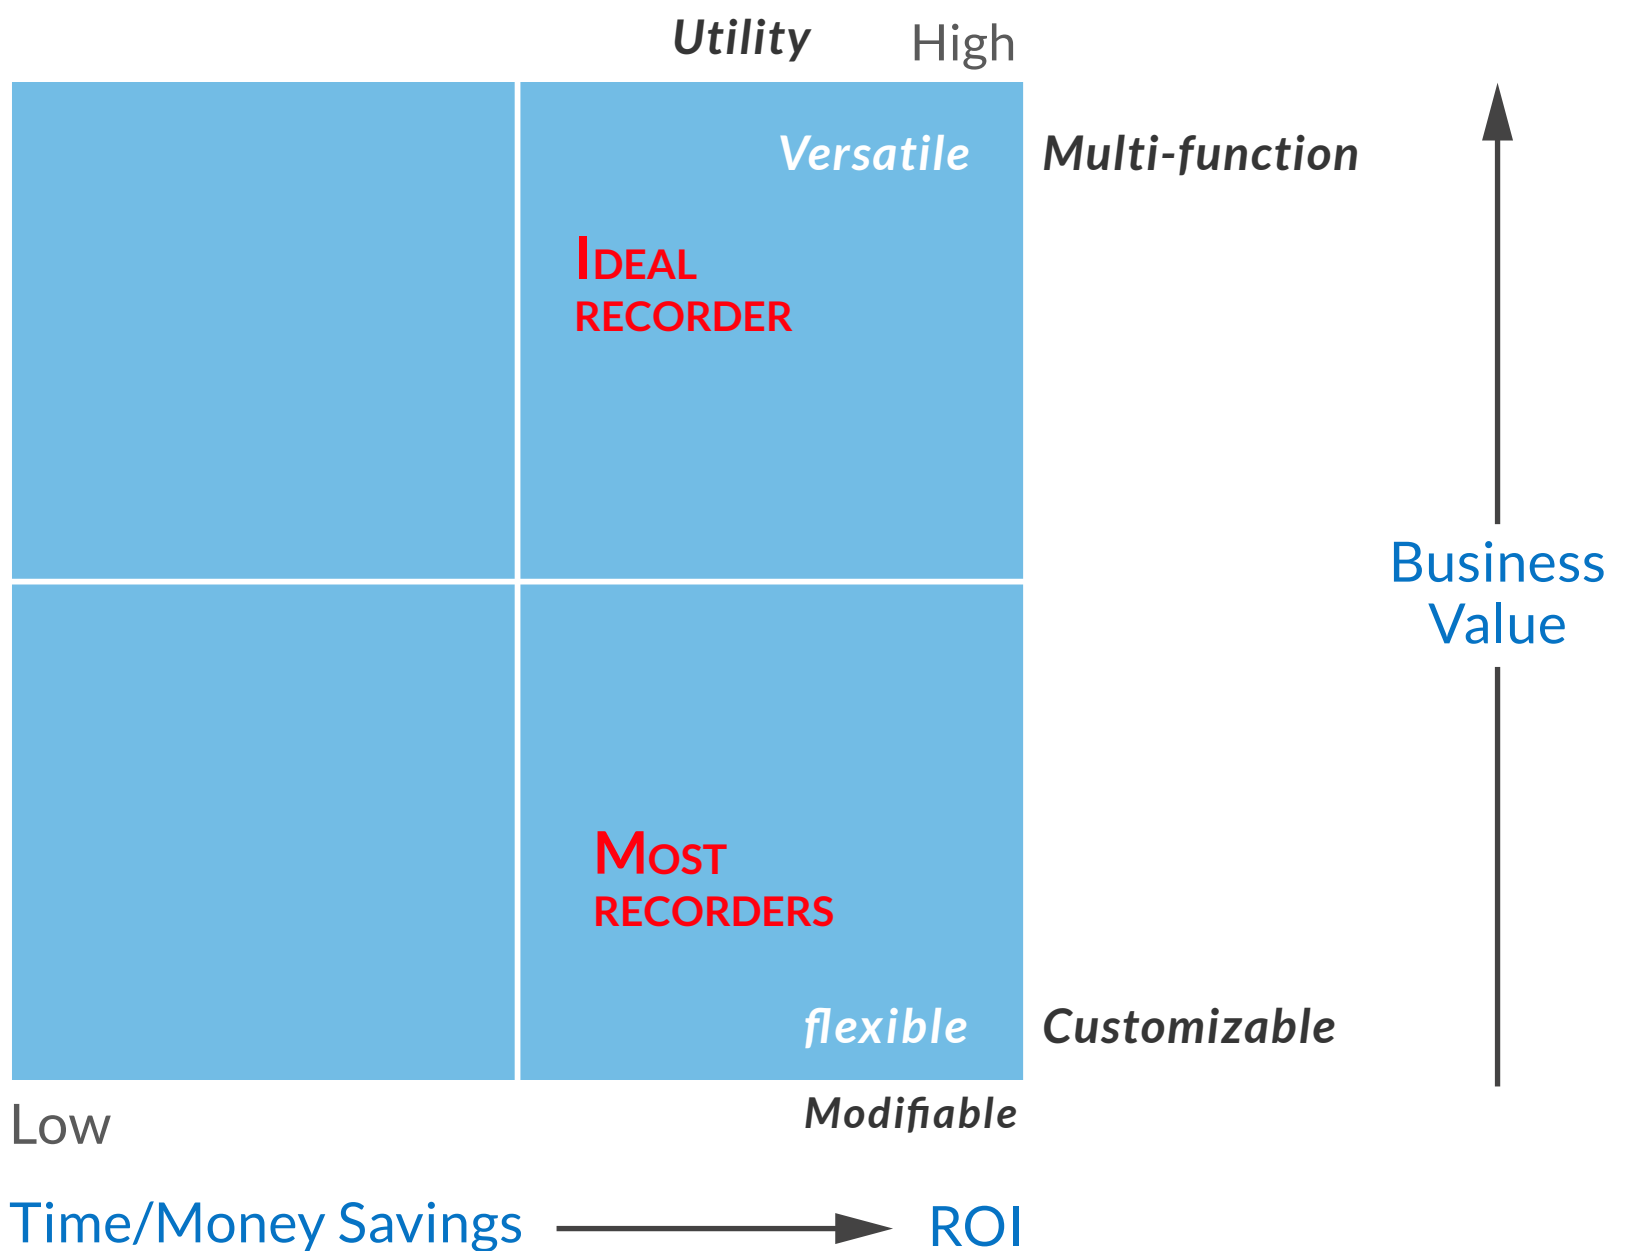 Utility High
Versatile Multi-function
IDEAL
RECORDER
Business
Value
MOST
RECORDERS
flexible Customizable
Low Modifiable
Time/Money Savings ROI